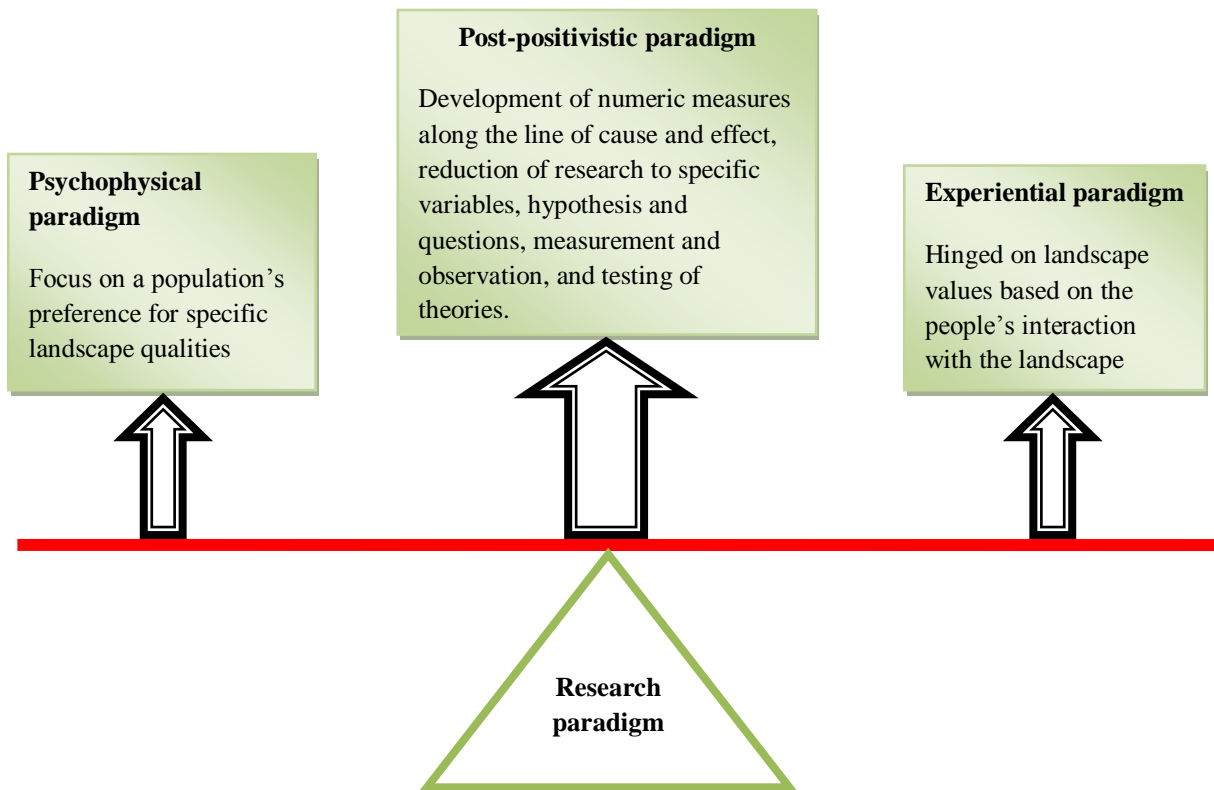 Psychophysical
paradigm
Focus on a population’s
preference for specific
landscape qualities
Post-positivistic paradigm
Development of numeric measures
along the line of cause and effect,
reduction of research to specific
variables, hypothesis and
questions, measurement and
observation, and testing of
theories.
Experiential paradigm
Hinged on landscape
values based on the
people’s interaction
with the landscape
Research
paradigm